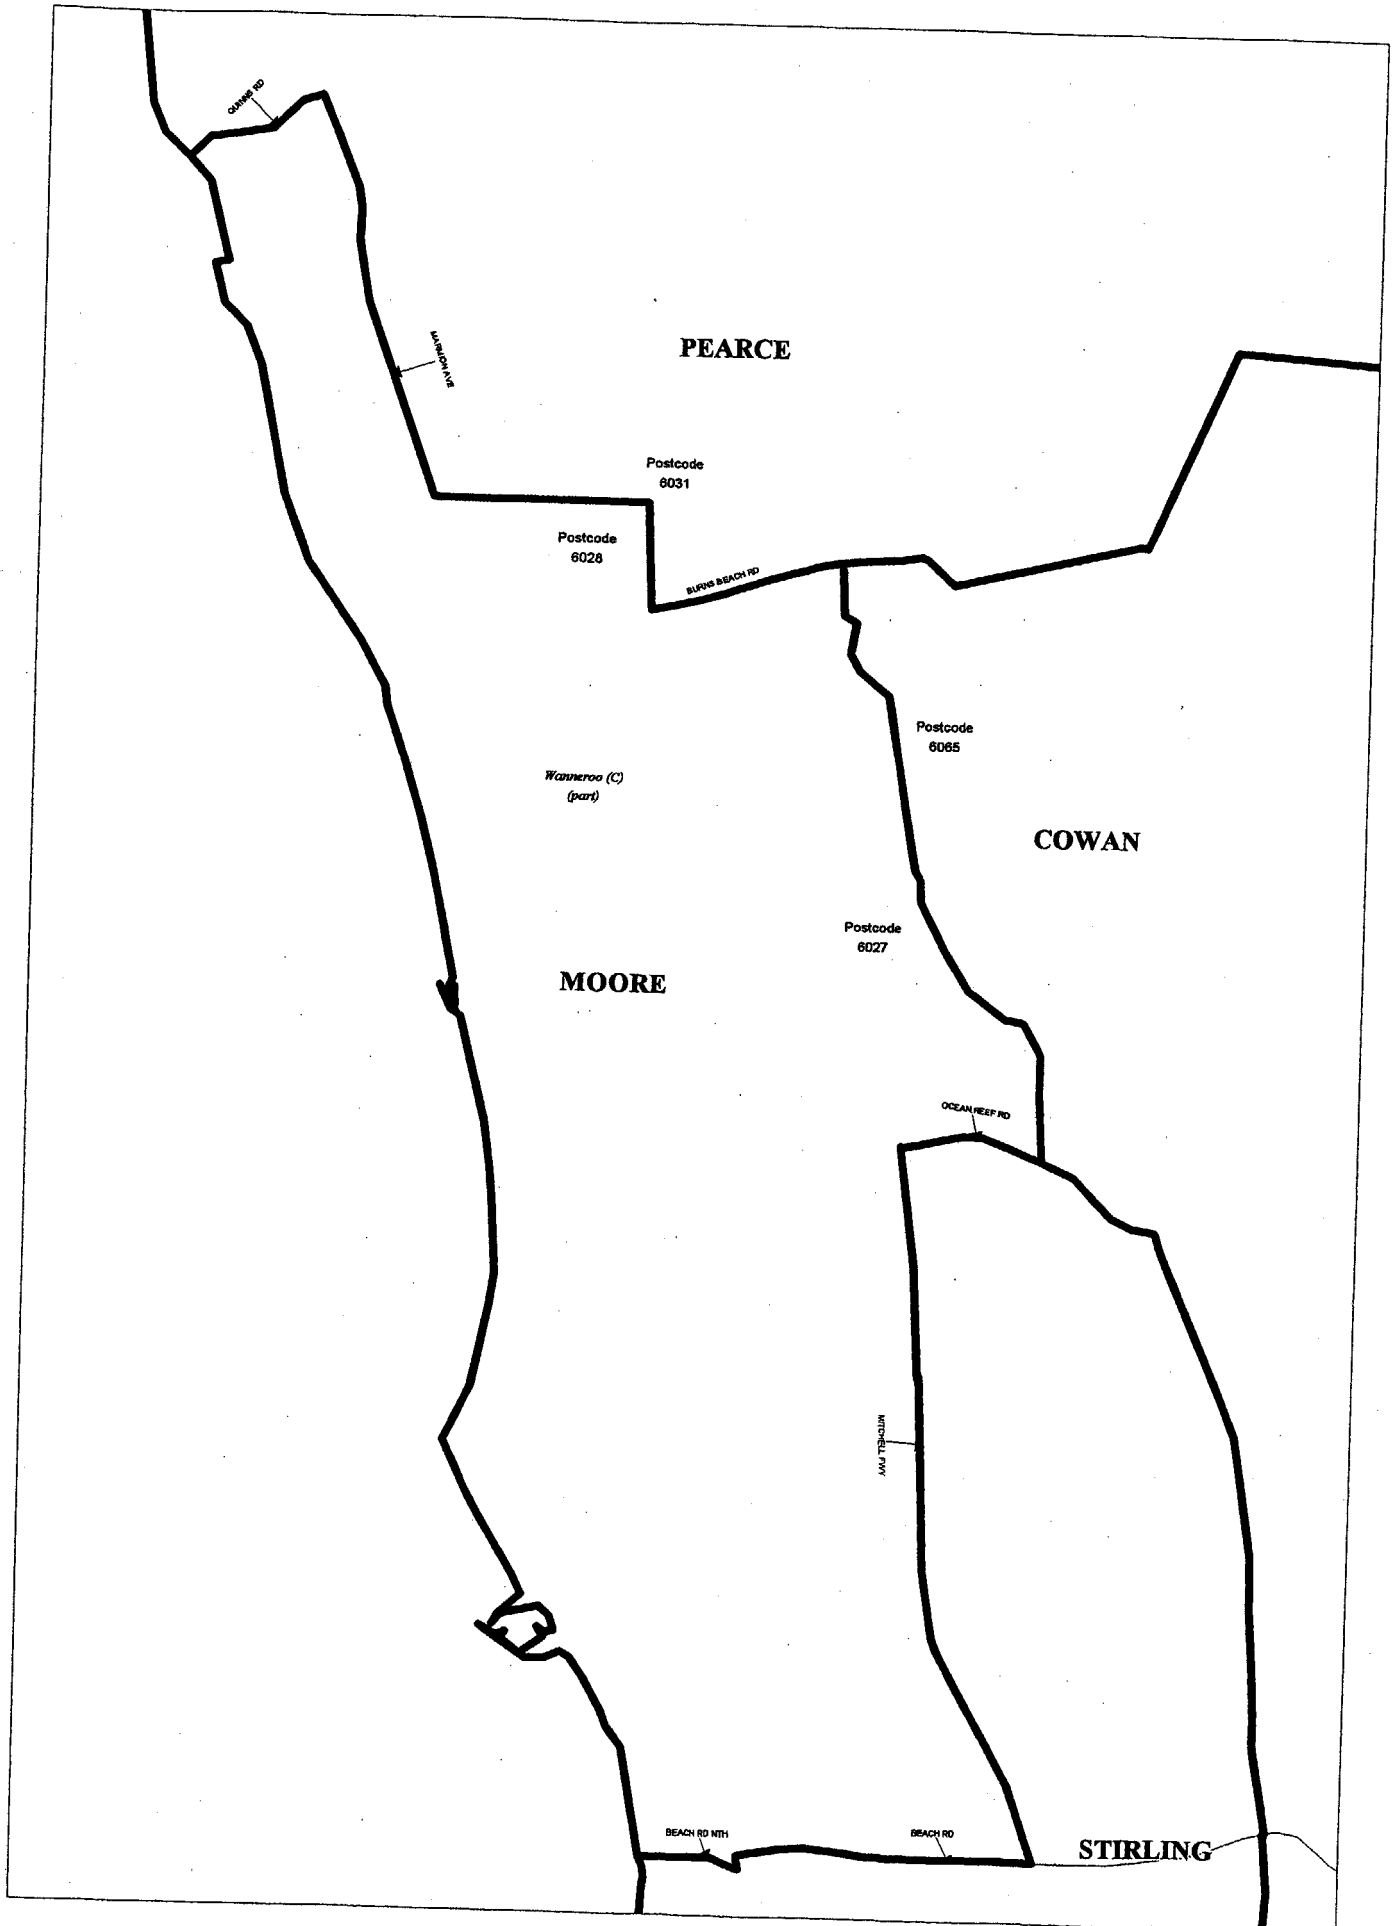 QUINNS RD
MARMION AVE
PEARCE
Postcode
6031
Postcode
6028
BURNS BEACH RD
Postcode
6065
Wanneroo (C)
(part)
COWAN
Postcode
6027
MOORE
OCEAN REEF RD
MITCHELL FWY
BEACH RD NTH
BEACH RD
STIRLING